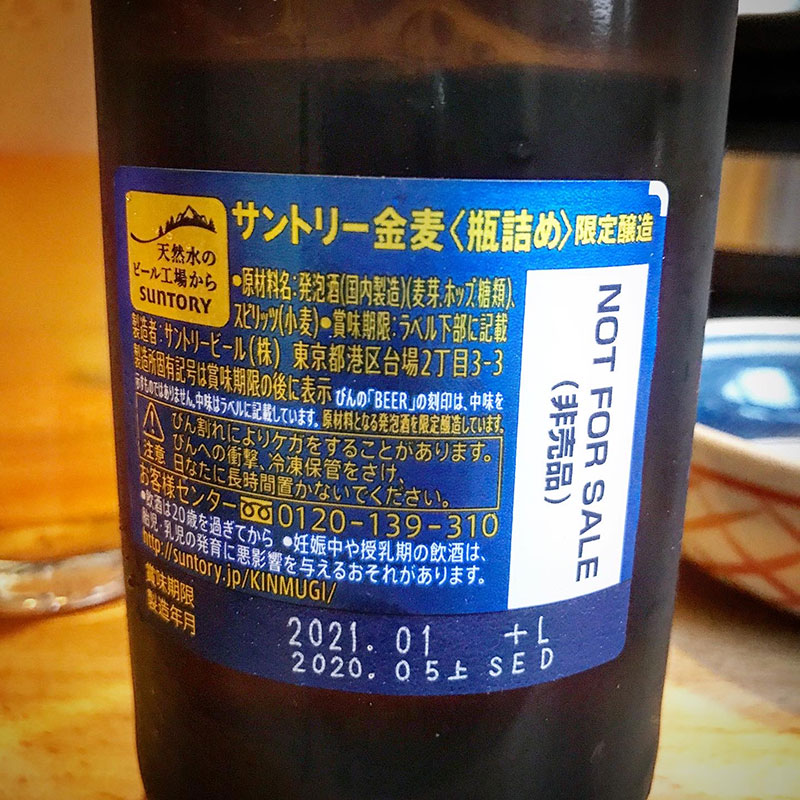 天然水の
ビール工場から
SUNTORY
サントリー金麦〈瓶詰め〉限定醸造
●原材料名:発泡酒(国内製造)(麦芽、ホップ、糖類)、
スピリッツ(小麦)●賞味期限:ラベル下部に記載
製造者:サントリービール(株) 東京都港区台場2丁目3-3
製造所固有記号は賞味期限の後に表示 びんの「BEER」の刻印は、中味を
示すものではありません。中味はラベルに記載しています。原材料となる発泡酒を限定醸造しています。
注意
びん割れによりケガをすることがあります。
びんへの衝撃、冷凍保管をさけ、
日なたに長時間置かないでください。
お客様センター 0120-139-310
●飲酒は20歳を過ぎてから ●妊娠中や授乳期の飲酒は、
胎児・乳児の発育に悪影響を与えるおそれがあります。
http://suntory.jp/KINMUGI/
賞味期限
製造年月
2021.01 +L
2020.05上 SED
NOT FOR SALE
(非売品)